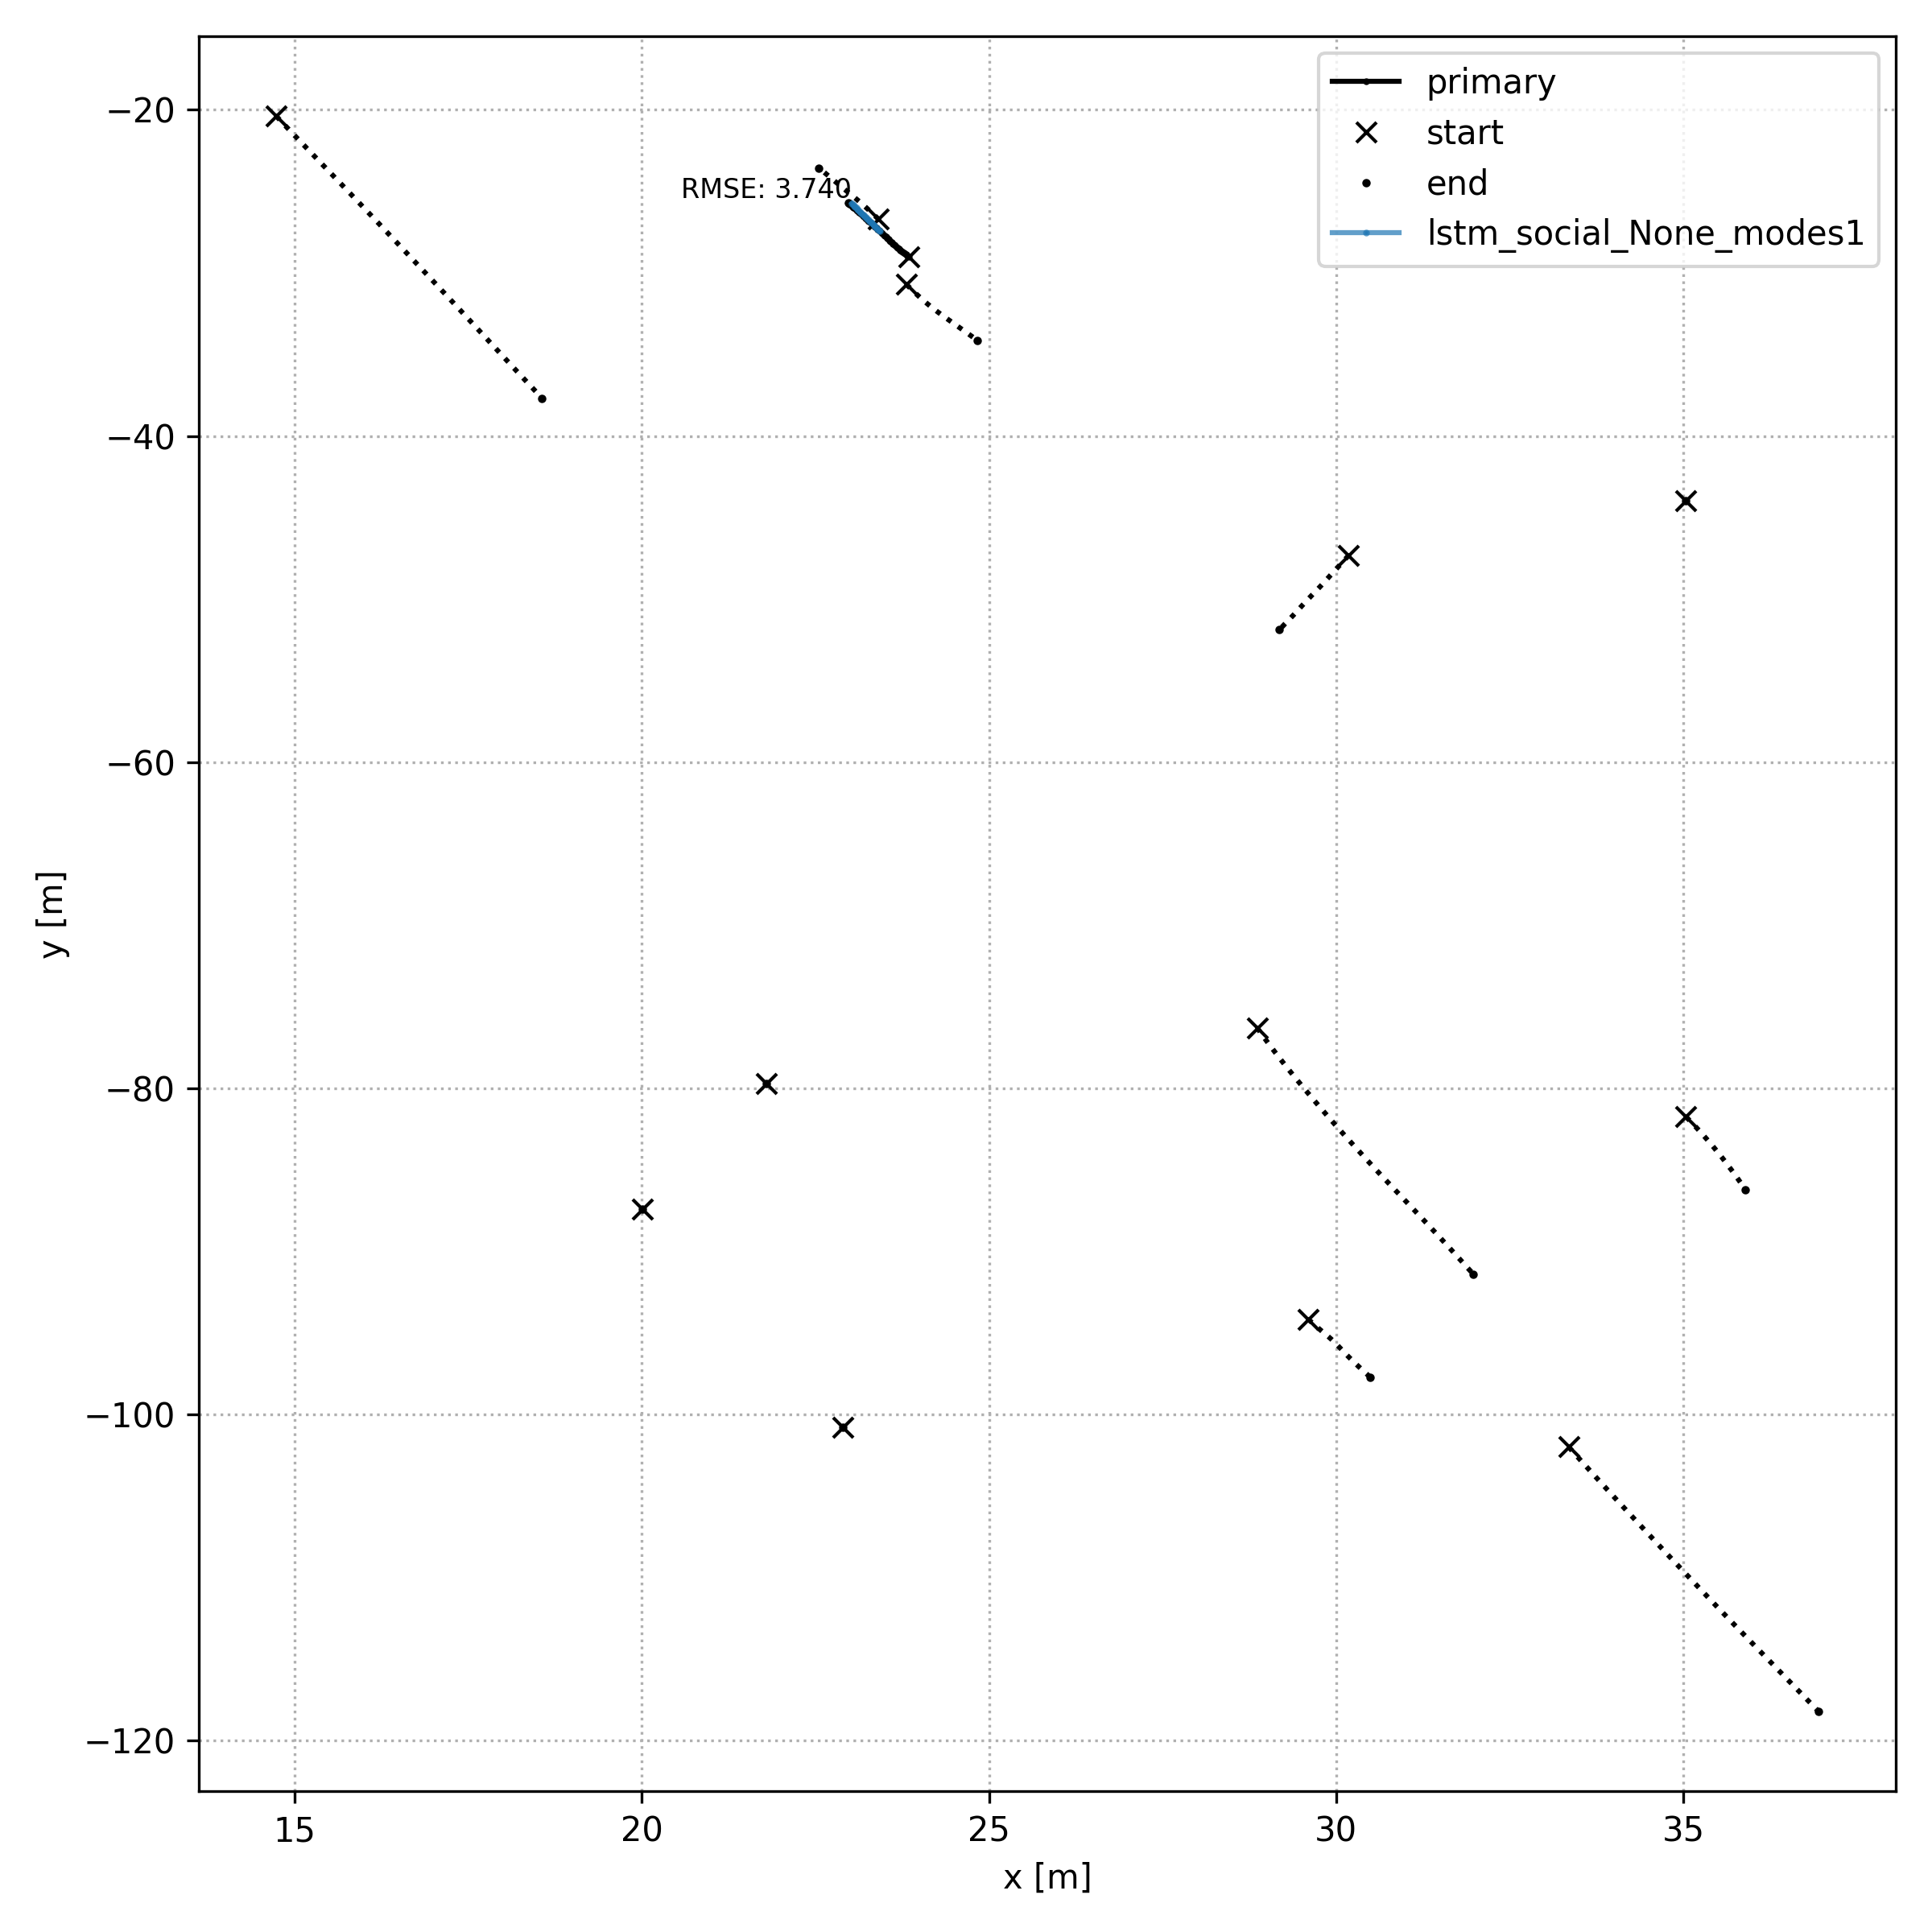 primary
start
end
lstm_social_None_modes1
RMSE: 3.740
−20
−40
−60
−80
−100
−120
y [m]
15 20 25 30 35
x [m]